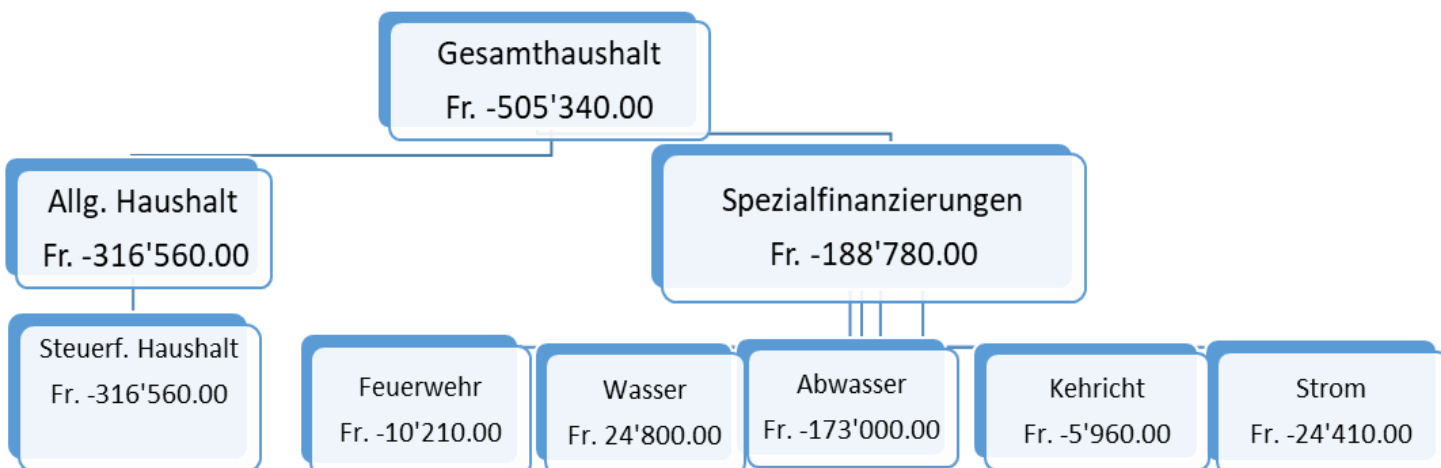 Gesamthaushalt
Fr. -505'340.00
Allg. Haushalt
Fr. -316'560.00
Spezialfinanzierungen
Fr. -188'780.00
Steuerf. Haushalt
Fr. -316'560.00
Feuerwehr
Fr. -10'210.00
Wasser
Fr. 24'800.00
Abwasser
Fr. -173'000.00
Kehricht
Fr. -5'960.00
Strom
Fr. -24'410.00